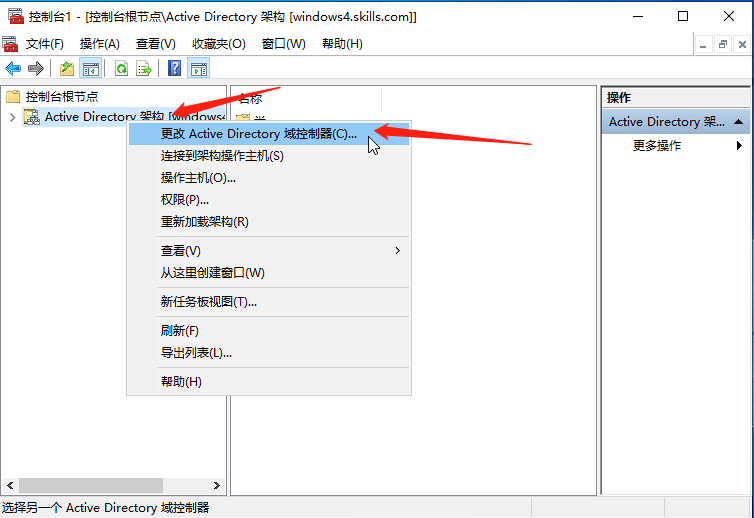 控制台1 - [控制台根节点\Active Directory 架构 [windows4.skills.com]]
文件(F) 操作(A) 查看(V) 收藏夹(O) 窗口(W) 帮助(H)
控制台根节点
Active Directory 架构 [windows4
名称
操作
Active Directory 架...
更多操作
更改 Active Directory 域控制器(C)...
连接到架构操作主机(S)
操作主机(O)...
权限(P)...
重新加载架构(R)
查看(V)
从这里创建窗口(W)
新任务板视图(T)...
刷新(F)
导出列表(L)...
帮助(H)
选择另一个 Active Directory 域控制器